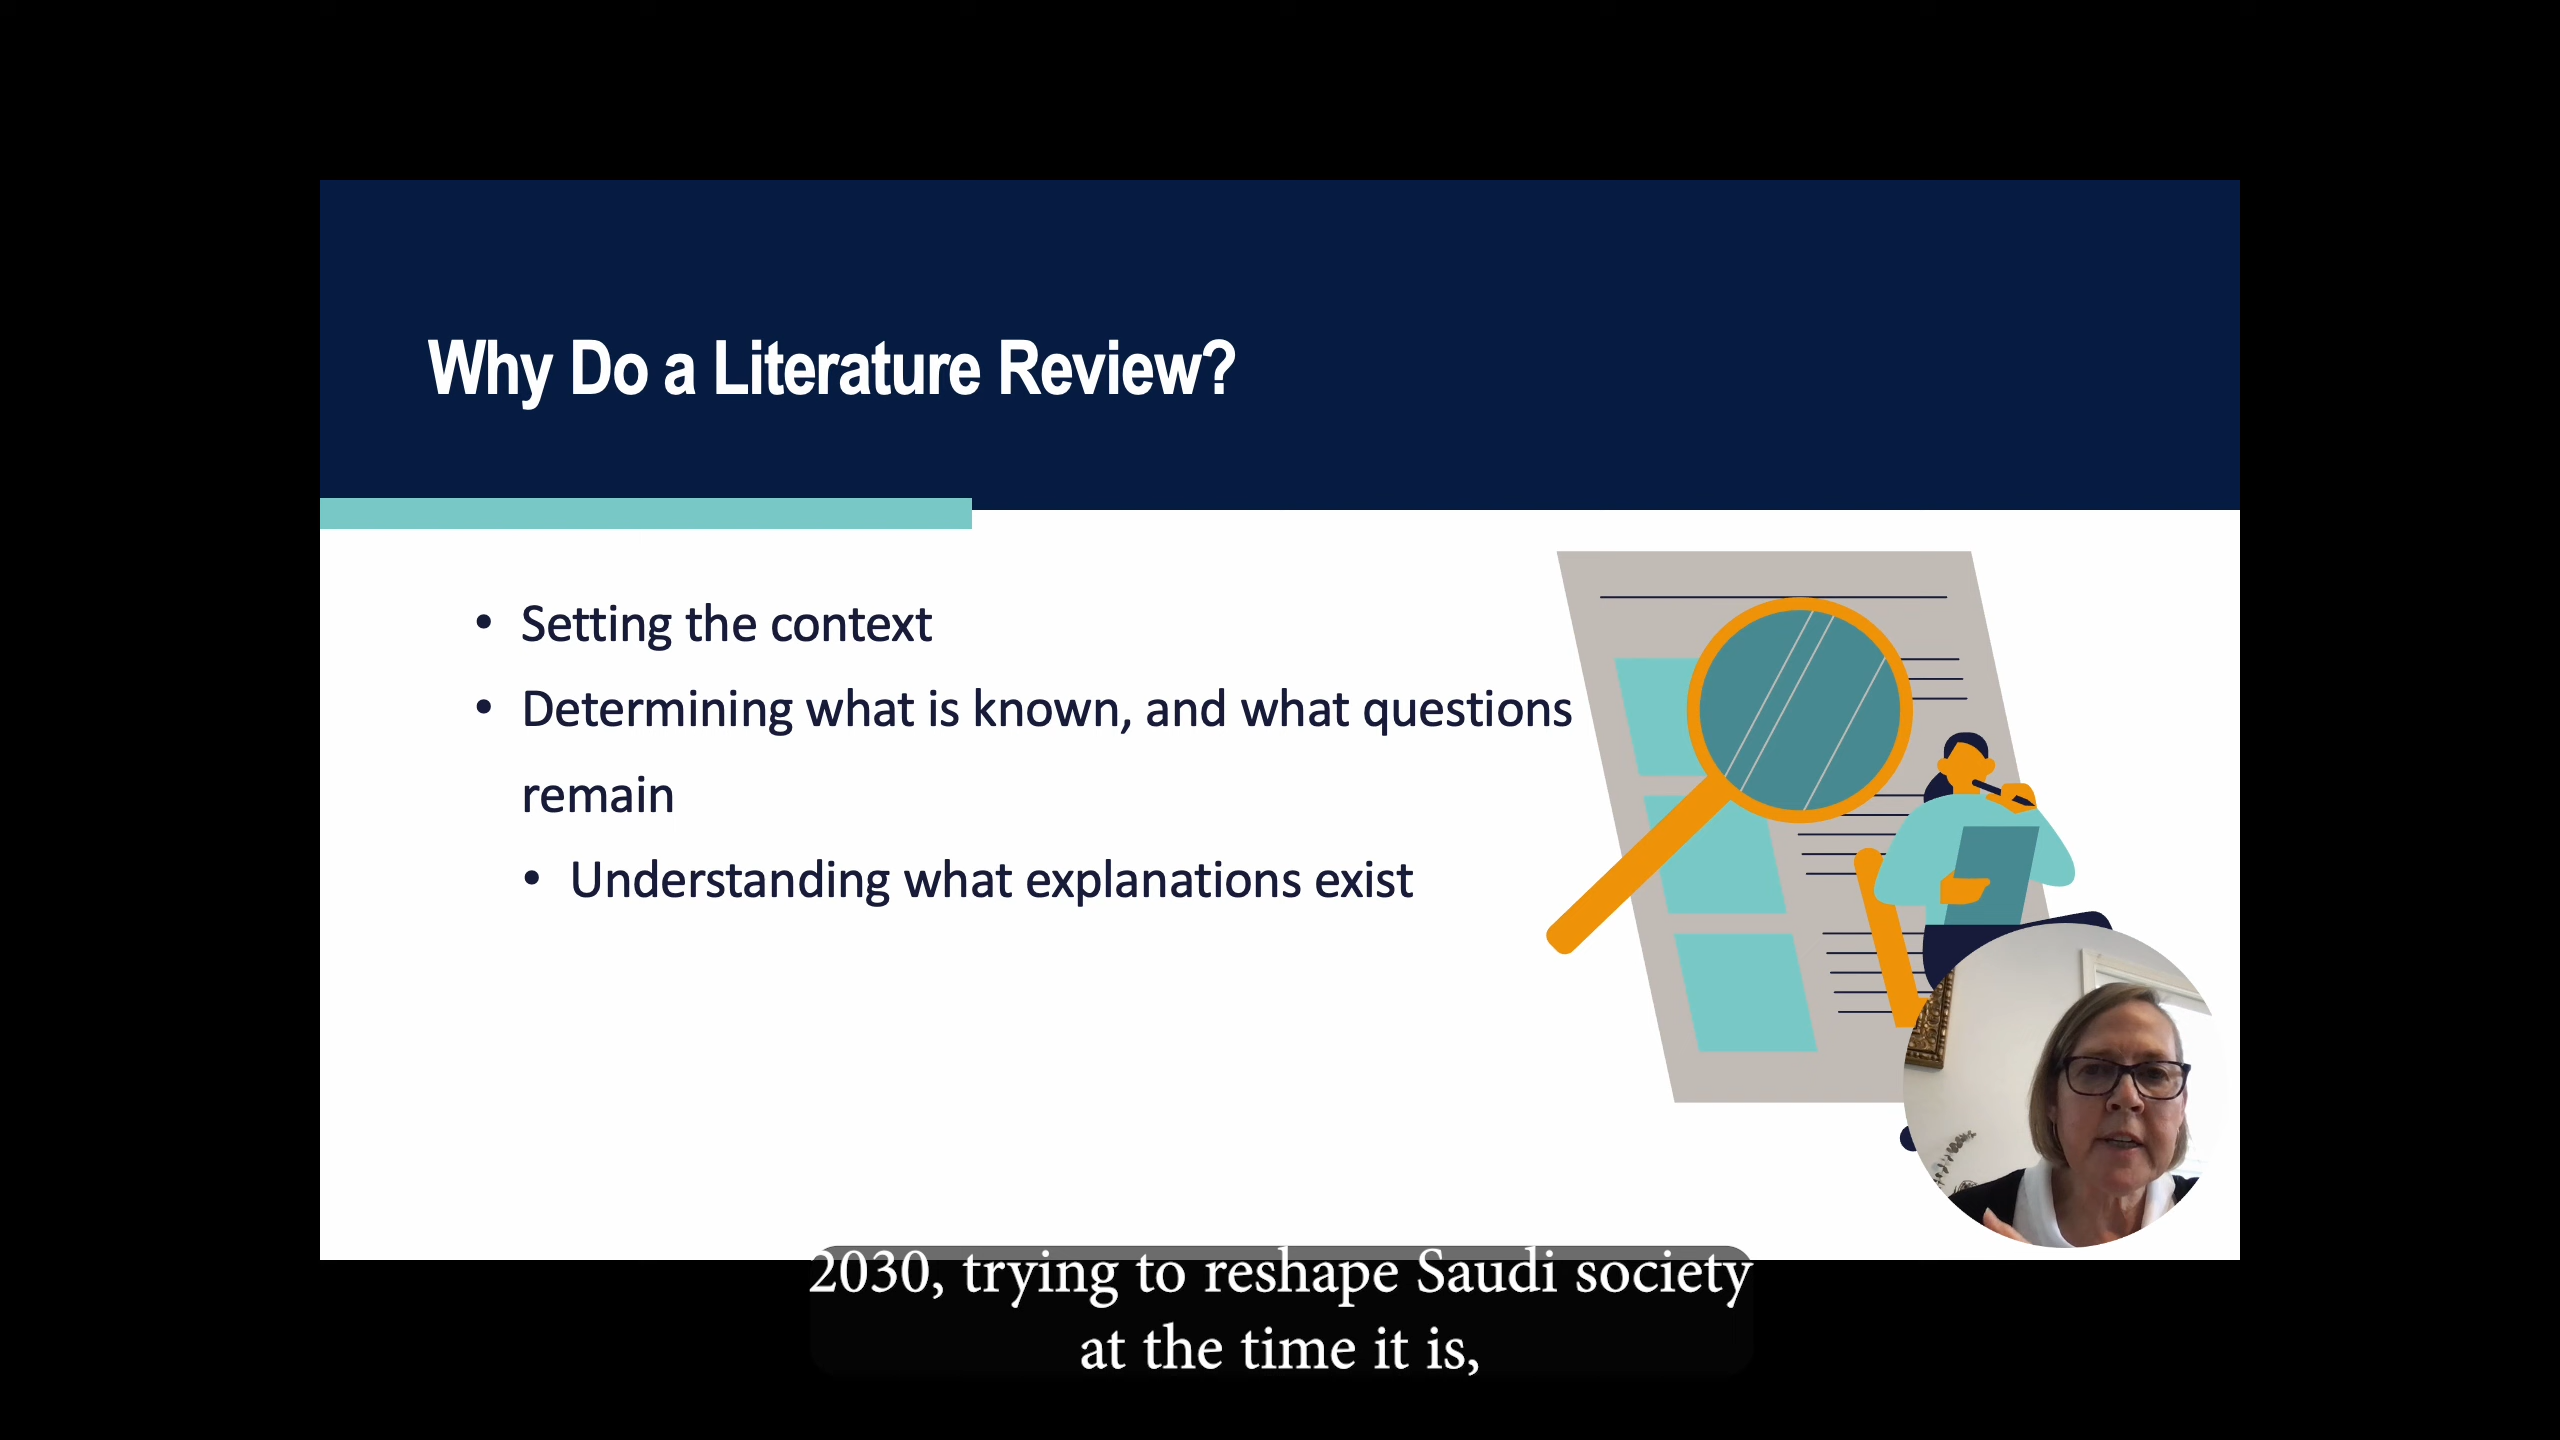 Why Do a Literature Review?
• Setting the context
• Determining what is known, and what questions
remain
• Understanding what explanations exist
2030, trying to reshape Saudi society
at the time it is,